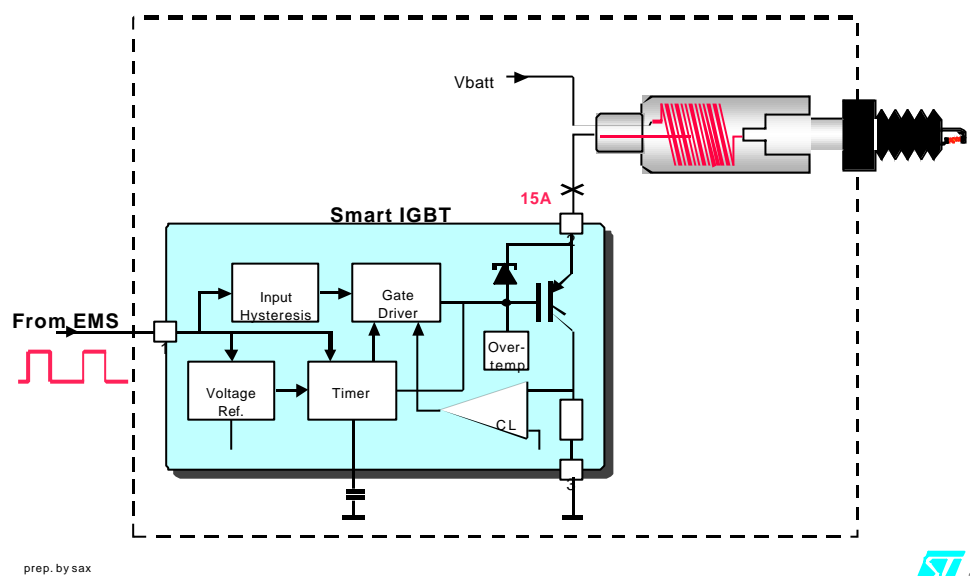 Vbatt
15A
Smart IGBT
2
Input
Hysteresis
Gate
Driver
From EMS
1
Over-
temp
Voltage
Ref.
Timer
CL
3
prep. by sax
ST